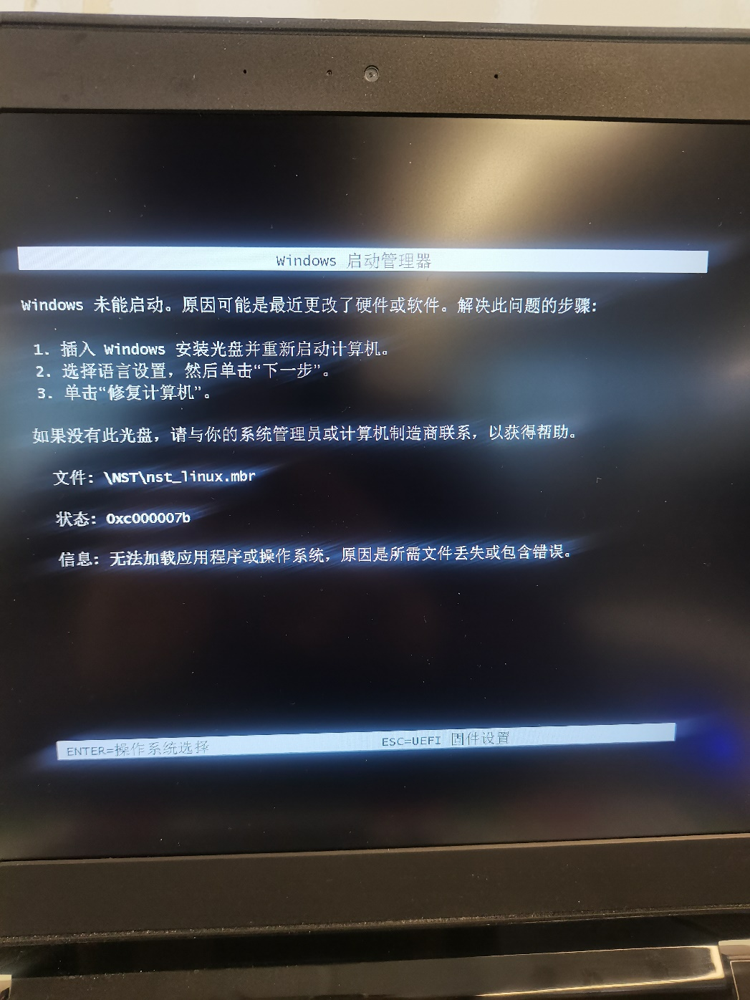 Windows 启动管理器
Windows 未能启动。原因可能是最近更改了硬件或软件。解决此问题的步骤:
1. 插入 Windows 安装光盘并重新启动计算机。
2. 选择语言设置，然后单击“下一步”。
3. 单击“修复计算机”。
如果没有此光盘，请与你的系统管理员或计算机制造商联系，以获得帮助。
文件: \NST\nst_linux.mbr
状态: 0xc000007b
信息: 无法加载应用程序或操作系统，原因是所需文件丢失或包含错误。
ENTER=操作系统选择 ESC=UEFI 固件设置